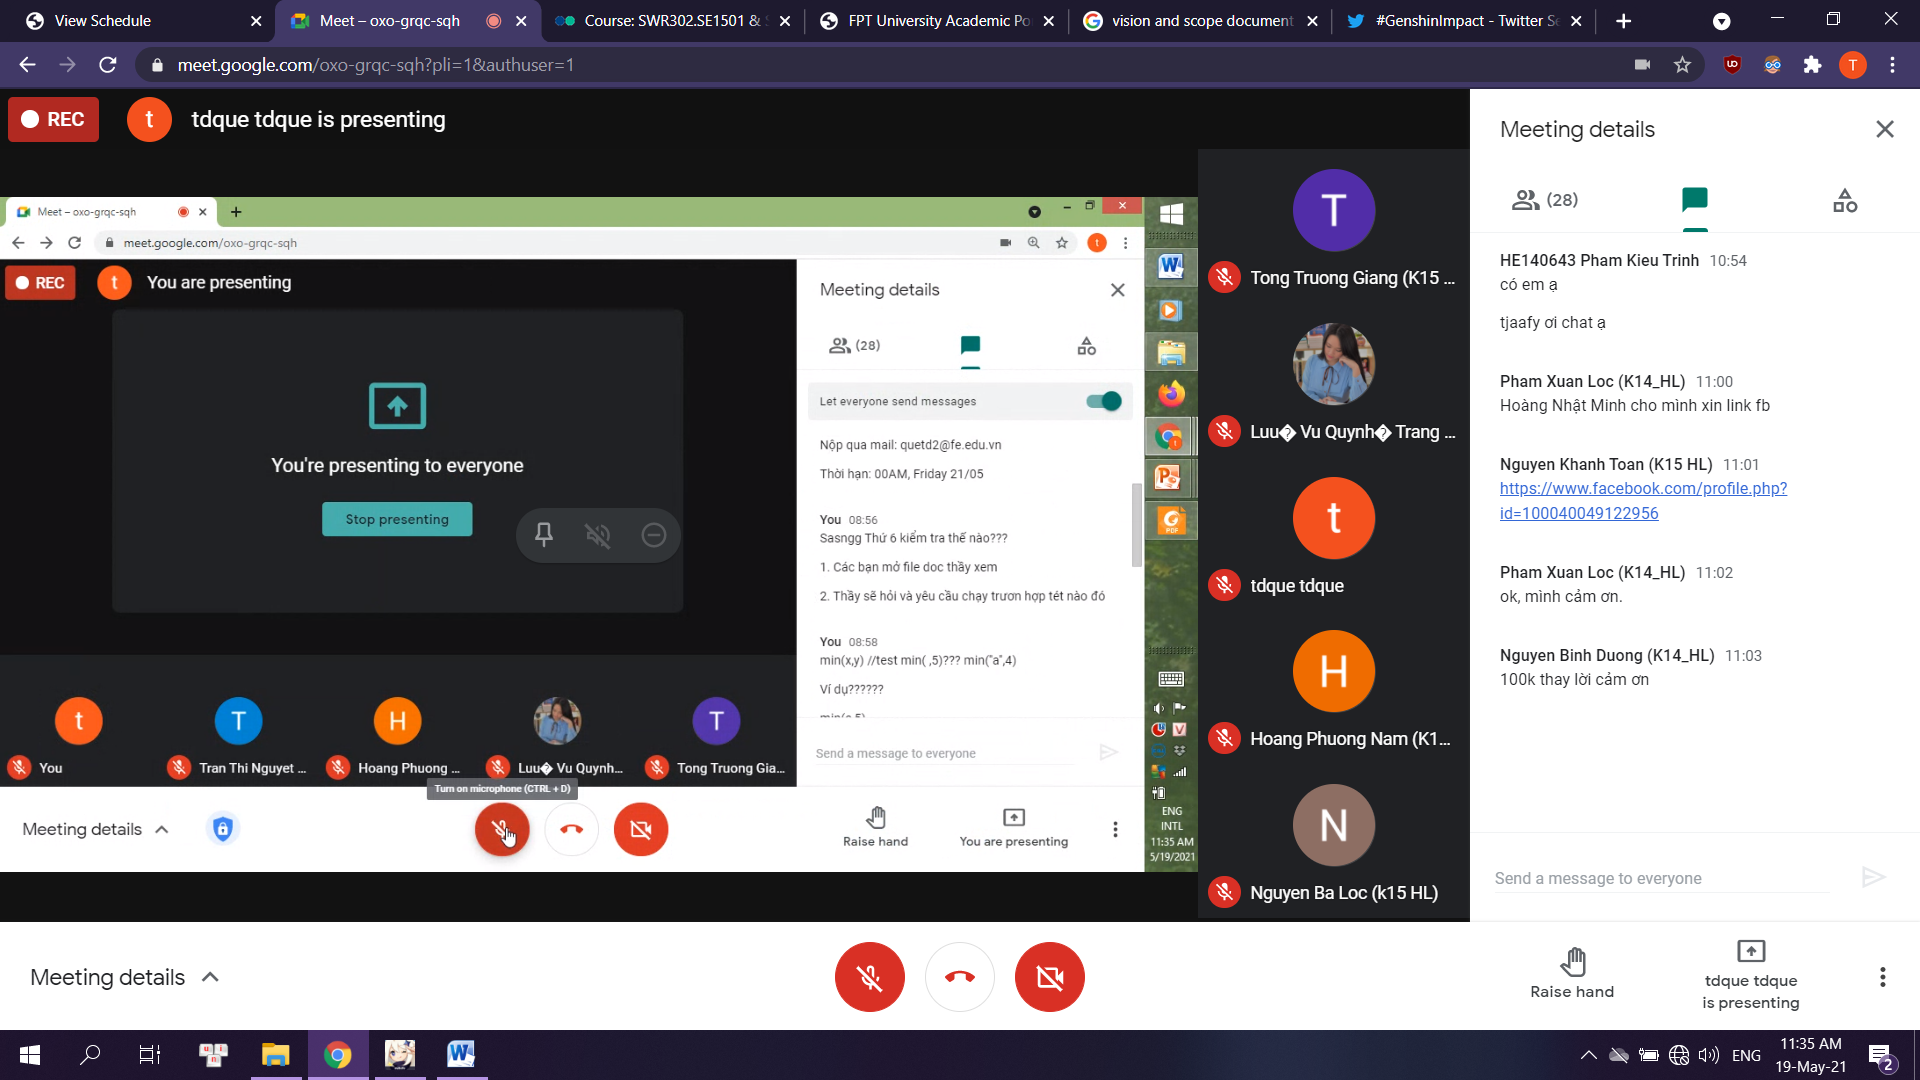 View Schedule
Meet – oxo-grqc-sqh
Course: SWR302.SE1501 &
FPT University Academic Po
vision and scope document
#GenshinImpact - Twitter Se
meet.google.com/oxo-grqc-sqh?pli=1&authuser=1
T
REC
t
tdque tdque is presenting
Meet – oxo-grqc-sqh
meet.google.com/oxo-grqc-sqh
t
REC
t
You are presenting
You're presenting to everyone
Stop presenting
Meeting details
(28)
Let everyone send messages
Nộp qua mail: quetd2@fe.edu.vn
Thời hạn: 00AM, Friday 21/05
You 08:56
Sasngg Thứ 6 kiểm tra thế nào???
1. Các bạn mở file doc thầy xem
2. Thầy sẽ hỏi và yêu cầu chạy trươn hợp tét nào đó
You 08:58
min(x,y) //test min( ,5)??? min("a",4)
Ví dụ??????
Send a message to everyone
t
T
H
T
You
Tran Thi Nguyet ...
Hoang Phuong ...
Luu� Vu Quynh...
Tong Truong Gia...
Turn on microphone (CTRL + D)
Meeting details
Raise hand
You are presenting
ENG
INTL
11:35 AM
5/19/2021
T
Tong Truong Giang (K15 ...
Luu� Vu Quynh� Trang ...
t
tdque tdque
H
Hoang Phuong Nam (K1...
N
Nguyen Ba Loc (k15 HL)
Meeting details
(28)
HE140643 Pham Kieu Trinh 10:54
có em ạ
tjaafy ơi chat ạ
Pham Xuan Loc (K14_HL) 11:00
Hoàng Nhật Minh cho mình xin link fb
Nguyen Khanh Toan (K15 HL) 11:01
https://www.facebook.com/profile.php?
id=100040049122956
Pham Xuan Loc (K14_HL) 11:02
ok, mình cảm ơn.
Nguyen Binh Duong (K14_HL) 11:03
100k thay lời cảm ơn
Send a message to everyone
Meeting details
Raise hand
tdque tdque
is presenting
ENG
11:35 AM
19-May-21
2